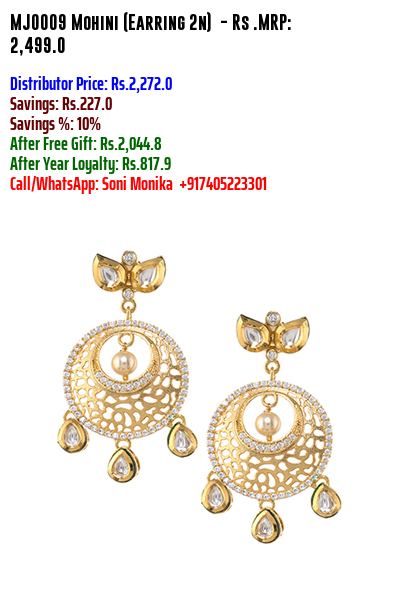 MJ0009 Mohini (Earring 2n) - Rs .MRP:
2,499.0
Distributor Price: Rs.2,272.0
Savings: Rs.227.0
Savings %: 10%
After Free Gift: Rs.2,044.8
After Year Loyalty: Rs.817.9
Call/WhatsApp: Soni Monika +917405223301